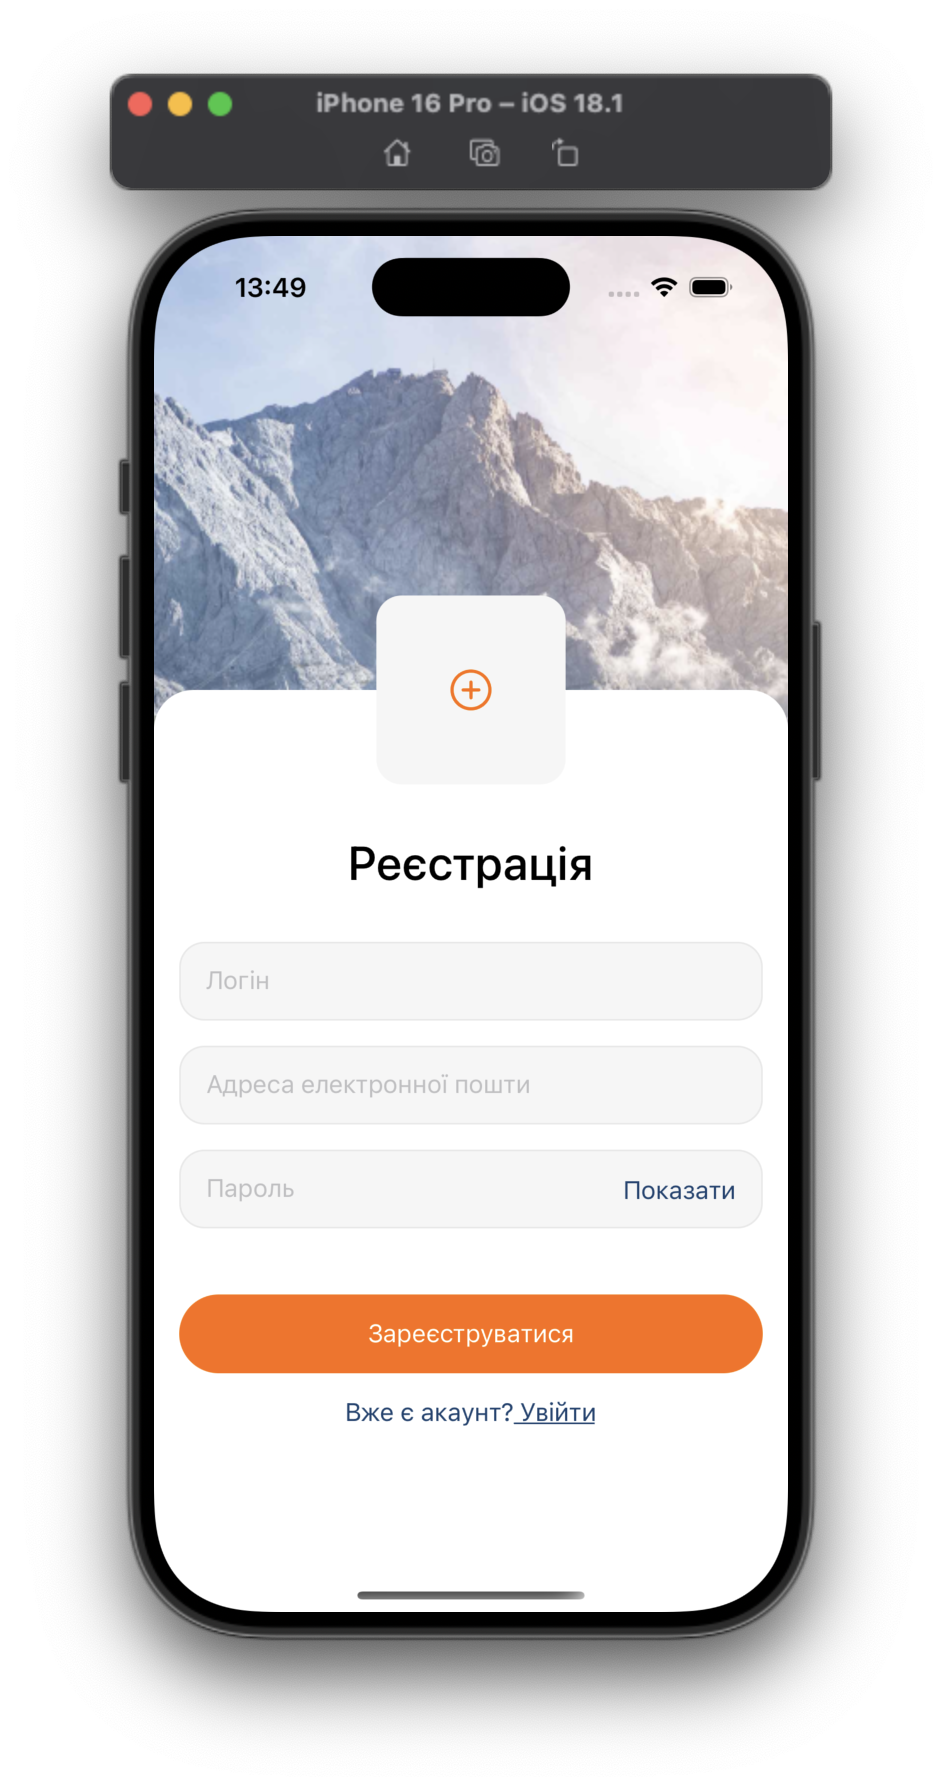 iPhone 16 Pro – iOS 18.1
13:49
Реєстрація
Логін
Адреса електронної пошти
Пароль
Показати
Зареєструватися
Вже є акаунт? Увійти